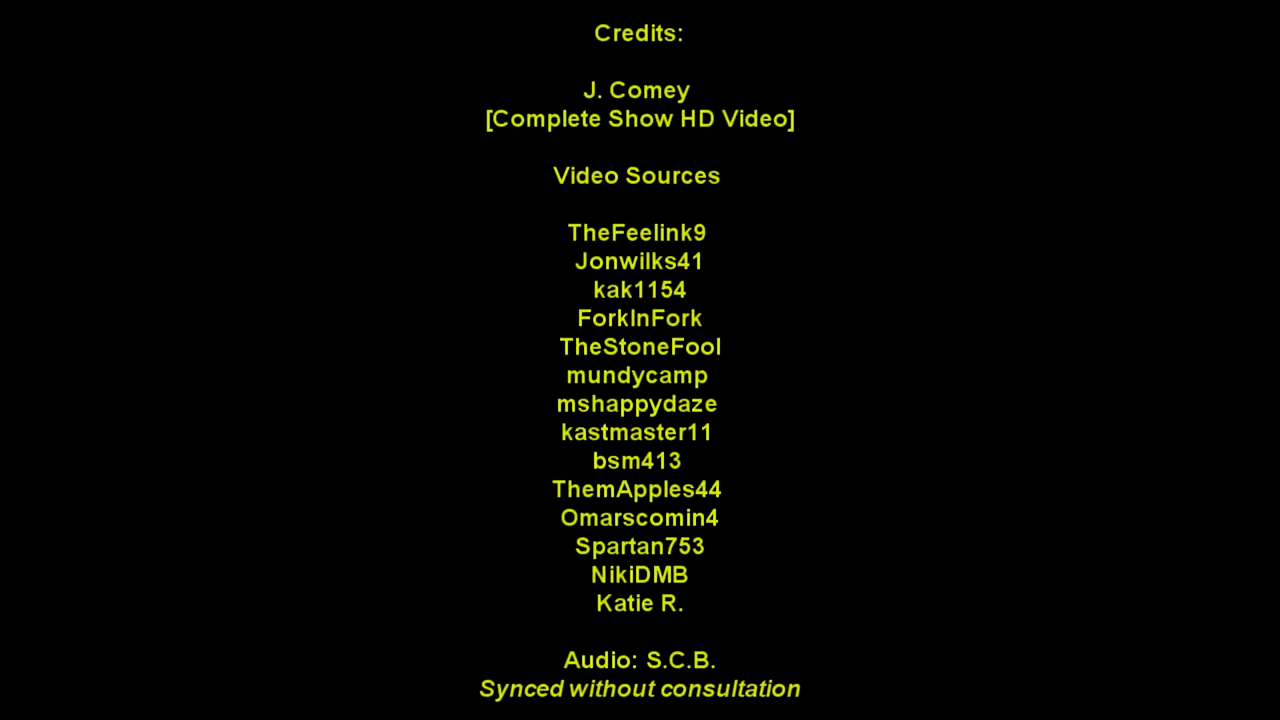 Credits:
J. Comey
[Complete Show HD Video]
Video Sources
TheFeelink9
Jonwilks41
kak1154
ForkInFork
TheStoneFool
mundycamp
mshappydaze
kastmaster11
bsm413
ThemApples44
Omarscomin4
Spartan753
NikiDMB
Katie R.
Audio: S.C.B.
Synced without consultation